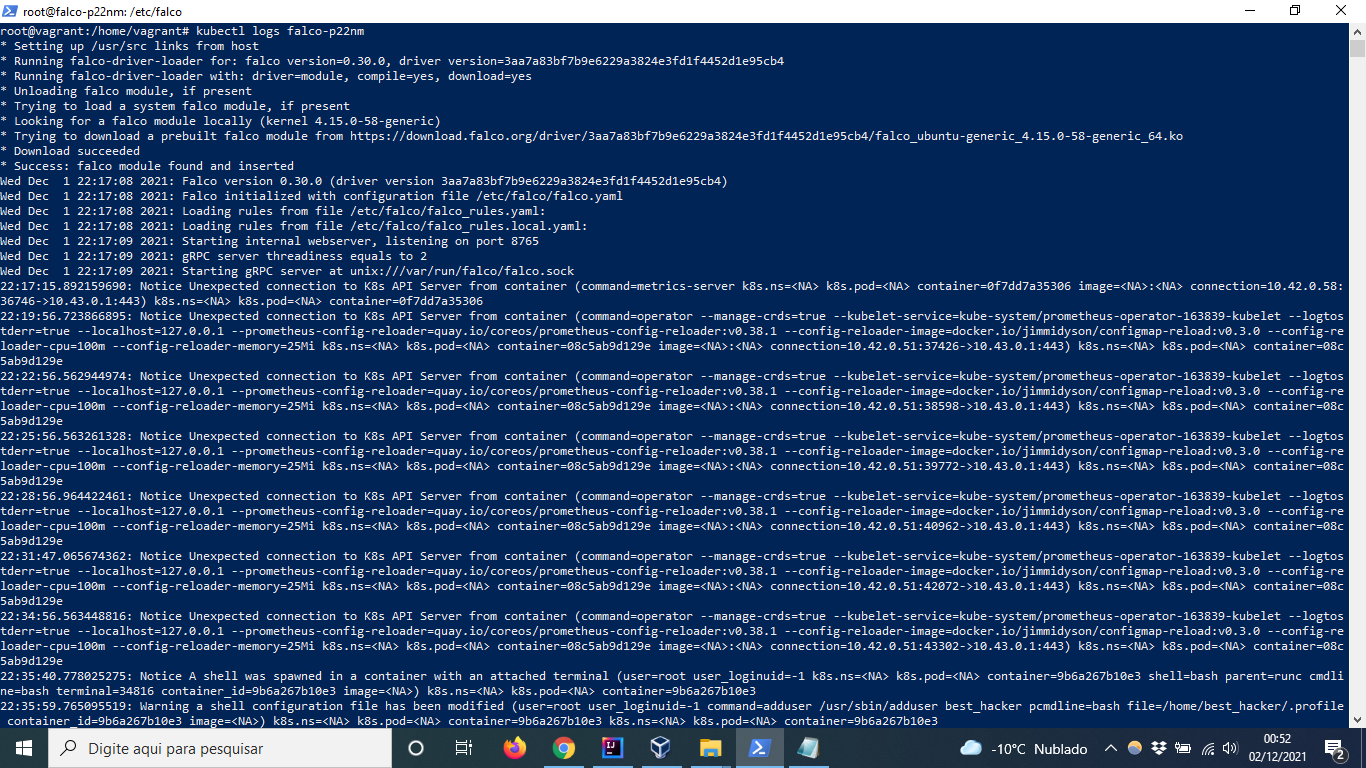 root@falco-p22nm: /etc/falco
root@vagrant:/home/vagrant# kubectl logs falco-p22nm
* Setting up /usr/src links from host
* Running falco-driver-loader for: falco version=0.30.0, driver version=3aa7a83bf7b9e6229a3824e3fd1f4452d1e95cb4
* Running falco-driver-loader with: driver=module, compile=yes, download=yes
* Unloading falco module, if present
* Trying to load a system falco module, if present
* Looking for a falco module locally (kernel 4.15.0-58-generic)
* Trying to download a prebuilt falco module from https://download.falco.org/driver/3aa7a83bf7b9e6229a3824e3fd1f4452d1e95cb4/falco_ubuntu-generic_4.15.0-58-generic_64.ko
* Download succeeded
* Success: falco module found and inserted
Wed Dec  1 22:17:08 2021: Falco version 0.30.0 (driver version 3aa7a83bf7b9e6229a3824e3fd1f4452d1e95cb4)
Wed Dec  1 22:17:08 2021: Falco initialized with configuration file /etc/falco/falco.yaml
Wed Dec  1 22:17:08 2021: Loading rules from file /etc/falco/falco_rules.yaml:
Wed Dec  1 22:17:08 2021: Loading rules from file /etc/falco/falco_rules.local.yaml:
Wed Dec  1 22:17:09 2021: Starting internal webserver, listening on port 8765
Wed Dec  1 22:17:09 2021: gRPC server threadiness equals to 2
Wed Dec  1 22:17:09 2021: Starting gRPC server at unix:///var/run/falco/falco.sock
22:17:15.892159690: Notice Unexpected connection to K8s API Server from container (command=metrics-server k8s.ns=<NA> k8s.pod=<NA> container=0f7dd7a35306 image=<NA>:<NA> connection=10.42.0.58:
36746->10.43.0.1:443) k8s.ns=<NA> k8s.pod=<NA> container=0f7dd7a35306
22:19:56.723866895: Notice Unexpected connection to K8s API Server from container (command=operator --manage-crds=true --kubelet-service=kube-system/prometheus-operator-163839-kubelet --logtos
tderr=true --localhost=127.0.0.1 --prometheus-config-reloader=quay.io/coreos/prometheus-config-reloader:v0.38.1 --config-reloader-image=docker.io/jimmidyson/configmap-reload:v0.3.0 --config-re
loader-cpu=100m --config-reloader-memory=25Mi k8s.ns=<NA> k8s.pod=<NA> container=08c5ab9d129e image=<NA>:<NA> connection=10.42.0.51:37426->10.43.0.1:443) k8s.ns=<NA> k8s.pod=<NA> container=08c
5ab9d129e
22:22:56.562944974: Notice Unexpected connection to K8s API Server from container (command=operator --manage-crds=true --kubelet-service=kube-system/prometheus-operator-163839-kubelet --logtos
tderr=true --localhost=127.0.0.1 --prometheus-config-reloader=quay.io/coreos/prometheus-config-reloader:v0.38.1 --config-reloader-image=docker.io/jimmidyson/configmap-reload:v0.3.0 --config-re
loader-cpu=100m --config-reloader-memory=25Mi k8s.ns=<NA> k8s.pod=<NA> container=08c5ab9d129e image=<NA>:<NA> connection=10.42.0.51:38598->10.43.0.1:443) k8s.ns=<NA> k8s.pod=<NA> container=08c
5ab9d129e
22:25:56.563261328: Notice Unexpected connection to K8s API Server from container (command=operator --manage-crds=true --kubelet-service=kube-system/prometheus-operator-163839-kubelet --logtos
tderr=true --localhost=127.0.0.1 --prometheus-config-reloader=quay.io/coreos/prometheus-config-reloader:v0.38.1 --config-reloader-image=docker.io/jimmidyson/configmap-reload:v0.3.0 --config-re
loader-cpu=100m --config-reloader-memory=25Mi k8s.ns=<NA> k8s.pod=<NA> container=08c5ab9d129e image=<NA>:<NA> connection=10.42.0.51:39772->10.43.0.1:443) k8s.ns=<NA> k8s.pod=<NA> container=08c
5ab9d129e
22:28:56.964422461: Notice Unexpected connection to K8s API Server from container (command=operator --manage-crds=true --kubelet-service=kube-system/prometheus-operator-163839-kubelet --logtos
tderr=true --localhost=127.0.0.1 --prometheus-config-reloader=quay.io/coreos/prometheus-config-reloader:v0.38.1 --config-reloader-image=docker.io/jimmidyson/configmap-reload:v0.3.0 --config-re
loader-cpu=100m --config-reloader-memory=25Mi k8s.ns=<NA> k8s.pod=<NA> container=08c5ab9d129e image=<NA>:<NA> connection=10.42.0.51:40962->10.43.0.1:443) k8s.ns=<NA> k8s.pod=<NA> container=08c
5ab9d129e
22:31:47.065674362: Notice Unexpected connection to K8s API Server from container (command=operator --manage-crds=true --kubelet-service=kube-system/prometheus-operator-163839-kubelet --logtos
tderr=true --localhost=127.0.0.1 --prometheus-config-reloader=quay.io/coreos/prometheus-config-reloader:v0.38.1 --config-reloader-image=docker.io/jimmidyson/configmap-reload:v0.3.0 --config-re
loader-cpu=100m --config-reloader-memory=25Mi k8s.ns=<NA> k8s.pod=<NA> container=08c5ab9d129e image=<NA>:<NA> connection=10.42.0.51:42072->10.43.0.1:443) k8s.ns=<NA> k8s.pod=<NA> container=08c
5ab9d129e
22:34:56.563448816: Notice Unexpected connection to K8s API Server from container (command=operator --manage-crds=true --kubelet-service=kube-system/prometheus-operator-163839-kubelet --logtos
tderr=true --localhost=127.0.0.1 --prometheus-config-reloader=quay.io/coreos/prometheus-config-reloader:v0.38.1 --config-reloader-image=docker.io/jimmidyson/configmap-reload:v0.3.0 --config-re
loader-cpu=100m --config-reloader-memory=25Mi k8s.ns=<NA> k8s.pod=<NA> container=08c5ab9d129e image=<NA>:<NA> connection=10.42.0.51:43302->10.43.0.1:443) k8s.ns=<NA> k8s.pod=<NA> container=08c
5ab9d129e
22:35:40.778025275: Notice A shell was spawned in a container with an attached terminal (user=root user_loginuid=-1 k8s.ns=<NA> k8s.pod=<NA> container=9b6a267b10e3 shell=bash parent=runc cmdli
ne=bash terminal=34816 container_id=9b6a267b10e3 image=<NA>) k8s.ns=<NA> k8s.pod=<NA> container=9b6a267b10e3
22:35:59.765095519: Warning a shell configuration file has been modified (user=root user_loginuid=-1 command=adduser /usr/sbin/adduser best_hacker pcmdline=bash file=/home/best_hacker/.profile
 container_id=9b6a267b10e3 image=<NA>) k8s.ns=<NA> k8s.pod=<NA> container=9b6a267b10e3
Digite aqui para pesquisar
-10°C Nublado
00:52
02/12/2021
2